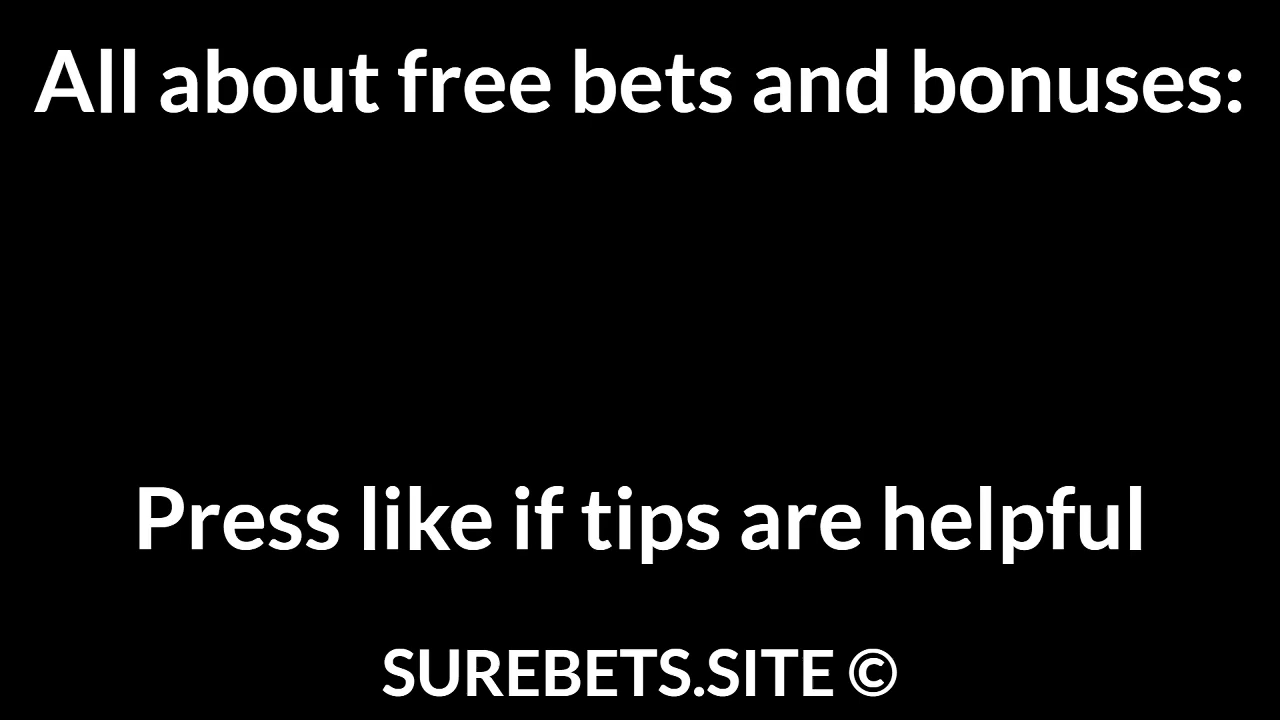 All about free bets and bonuses:
Press like if tips are helpful
SUREBETS.SITE ©